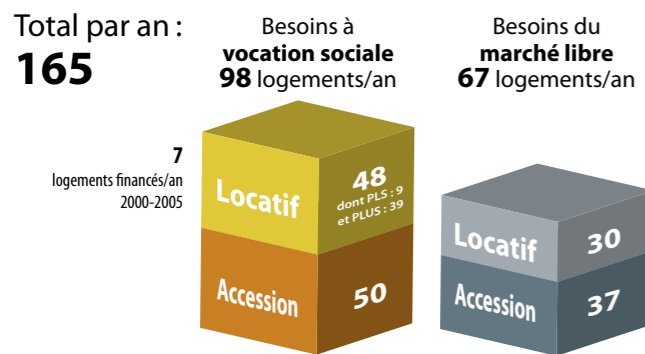 Total par an :
165
Besoins à
vocation sociale
98 logements/an
Besoins du
marché libre
67 logements/an
7
logements financés/an
2000-2005
Locatif
48
dont PLS : 9
et PLUS : 39
Accession
50
Locatif
30
Accession
37